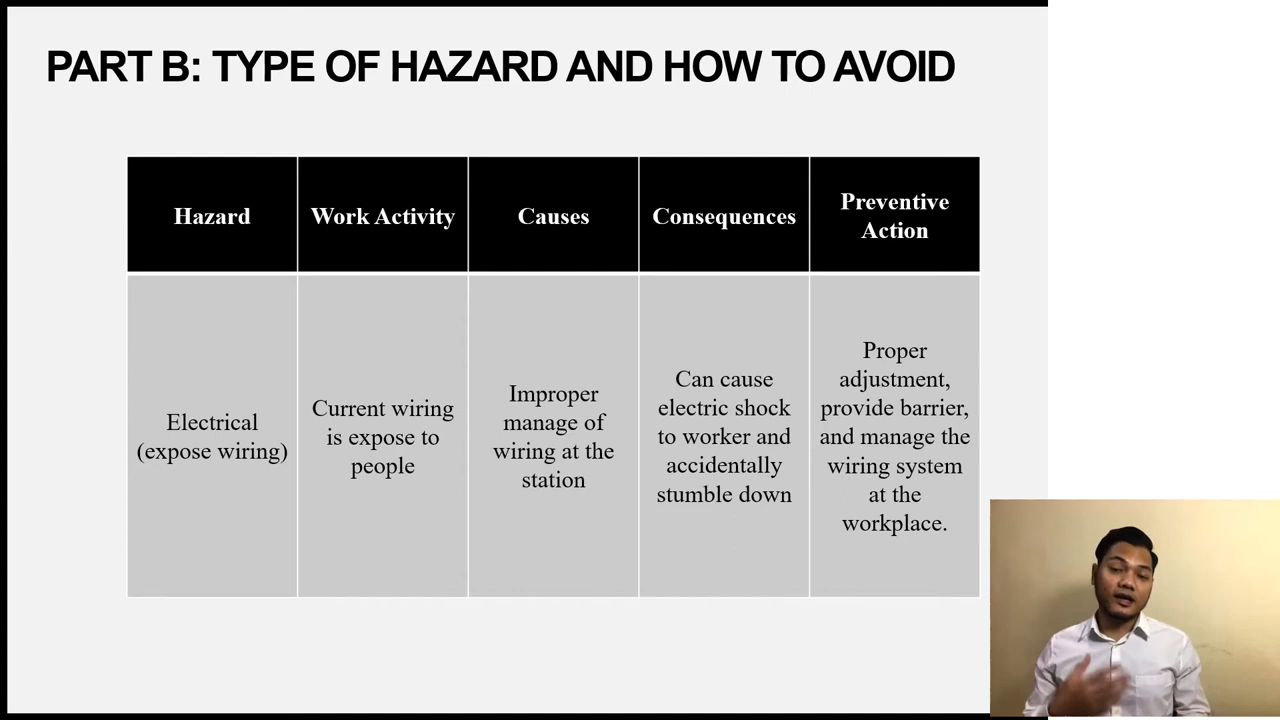 PART B: TYPE OF HAZARD AND HOW TO AVOID
Hazard
Work Activity
Causes
Consequences
Preventive
Action
Electrical
(expose wiring)
Current wiring
is expose to
people
Improper
manage of
wiring at the
station
Can cause
electric shock
to worker and
accidentally
stumble down
Proper
adjustment,
provide barrier,
and manage the
wiring system
at the
workplace.